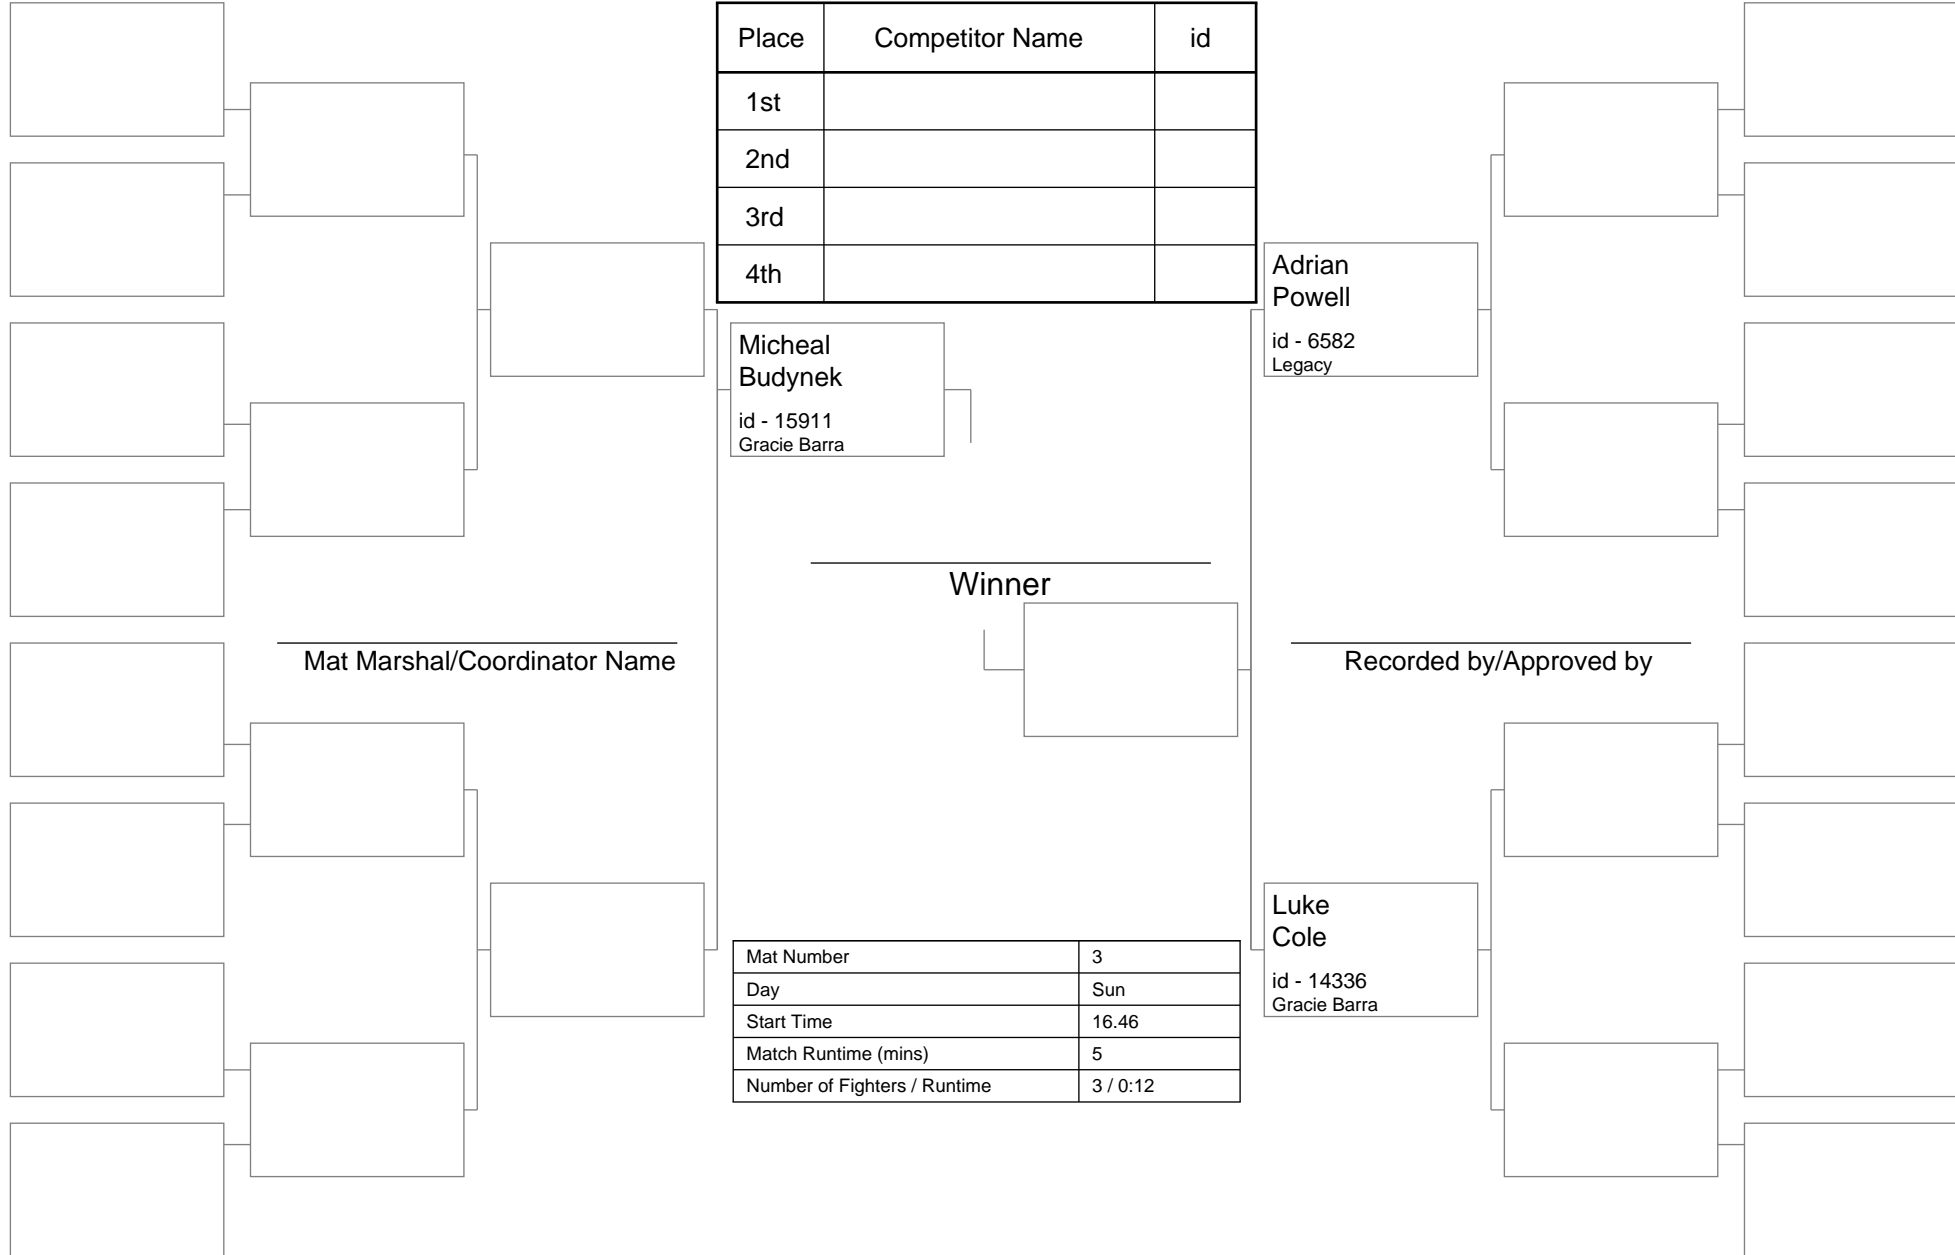 Place Competitor Name id
1st
2nd
3rd
4th
Micheal
Budynek
id - 15911
Gracie Barra
Adrian
Powell
id - 6582
Legacy
Winner
Mat Marshal/Coordinator Name
Recorded by/Approved by
Luke
Cole
id - 14336
Gracie Barra
Mat Number 3
Day Sun
Start Time 16.46
Match Runtime (mins) 5
Number of Fighters / Runtime 3 / 0:12